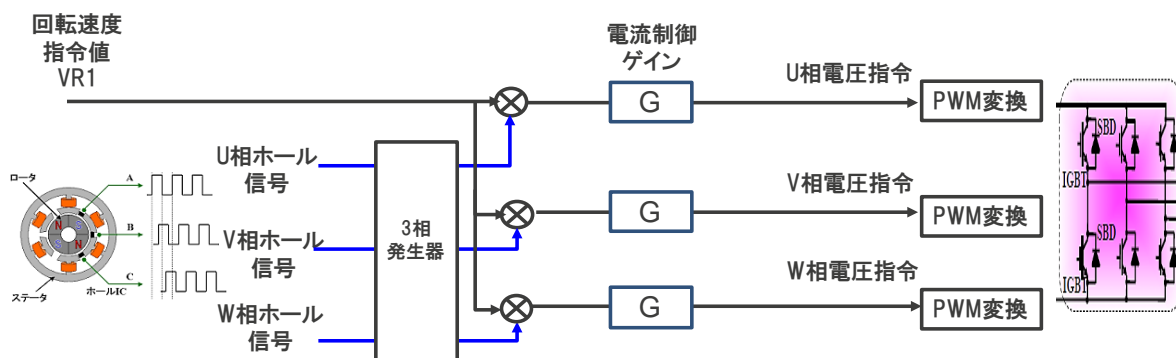 回転速度
指令値
VR1
電流制御
ゲイン
G
U相電圧指令
PWM変換
U相ホール
信号
V相ホール
信号
W相ホール
信号
3相
発生器
G
V相電圧指令
PWM変換
G
W相電圧指令
PWM変換
ロータ
A
B
C
N
S
S
N
ステータ
ホールIC
SBD
IGBT
SBD
IGBT